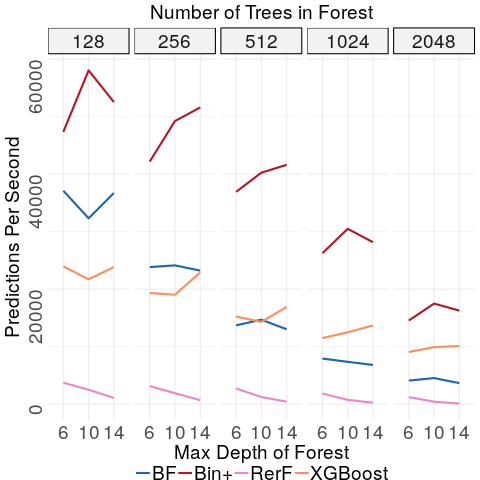 Number of Trees in Forest
128 256 512 1024 2048
Predictions Per Second
60000
40000
20000
0
6 10 14 6 10 14 6 10 14 6 10 14 6 10 14
Max Depth of Forest
BF Bin+ RerF XGBoost